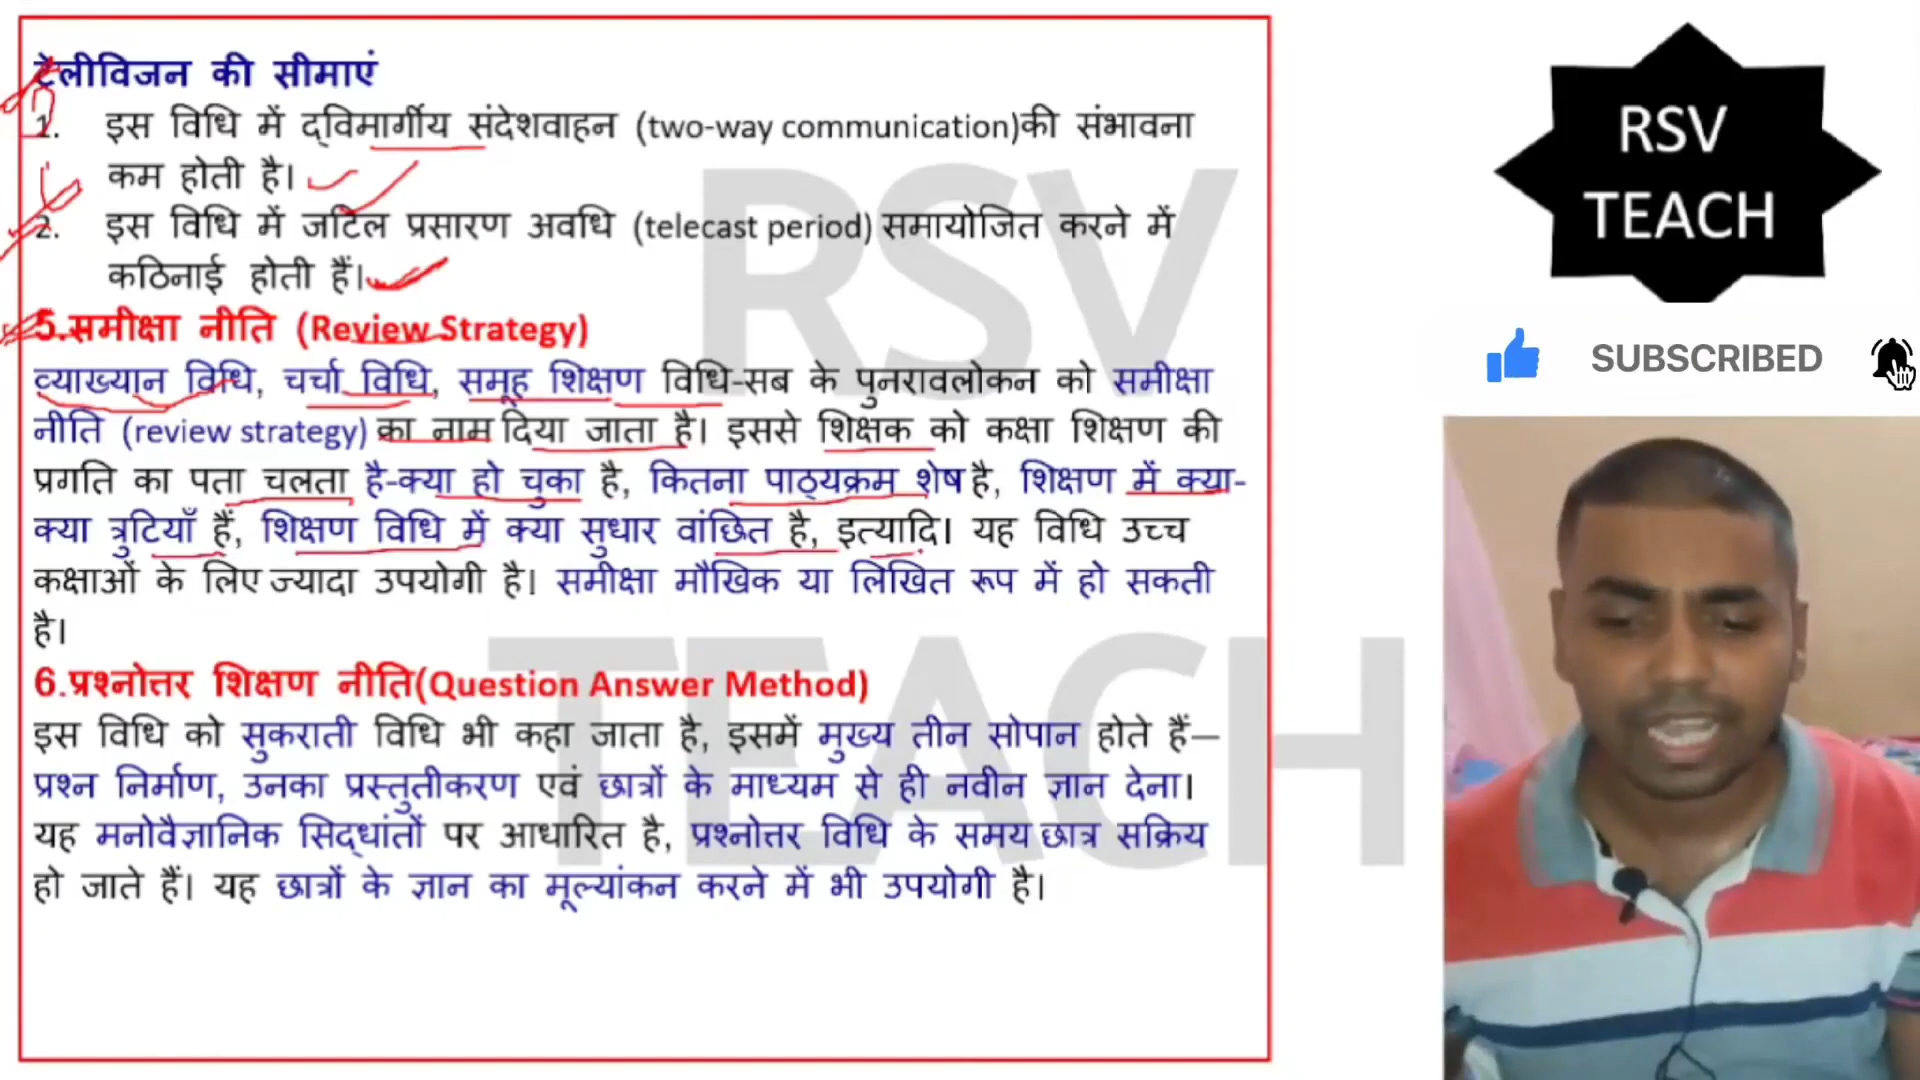 टेलीविजन की सीमाएं
1. इस विधि में द्विमार्गीय संदेशवाहन (two-way communication)की संभावना
कम होती है।
2. इस विधि में जटिल प्रसारण अवधि (telecast period) समायोजित करने में
कठिनाई होती हैं।
5.समीक्षा नीति (Review Strategy)
व्याख्यान विधि, चर्चा विधि, समूह शिक्षण विधि-सब के पुनरावलोकन को समीक्षा
नीति (review strategy) का नाम दिया जाता है। इससे शिक्षक को कक्षा शिक्षण की
प्रगति का पता चलता है-क्या हो चुका है, कितना पाठ्यक्रम शेष है, शिक्षण में क्या-
क्या त्रुटियाँ हैं, शिक्षण विधि में क्या सुधार वांछित है, इत्यादि। यह विधि उच्च
कक्षाओं के लिए ज्यादा उपयोगी है। समीक्षा मौखिक या लिखित रूप में हो सकती
है।
6.प्रश्नोत्तर शिक्षण नीति(Question Answer Method)
इस विधि को सुकराती विधि भी कहा जाता है, इसमें मुख्य तीन सोपान होते हैं—
प्रश्न निर्माण, उनका प्रस्तुतीकरण एवं छात्रों के माध्यम से ही नवीन ज्ञान देना।
यह मनोवैज्ञानिक सिद्धांतों पर आधारित है, प्रश्नोत्तर विधि के समय छात्र सक्रिय
हो जाते हैं। यह छात्रों के ज्ञान का मूल्यांकन करने में भी उपयोगी है।
RSV
TEACH
RSV
TEACH
SUBSCRIBED